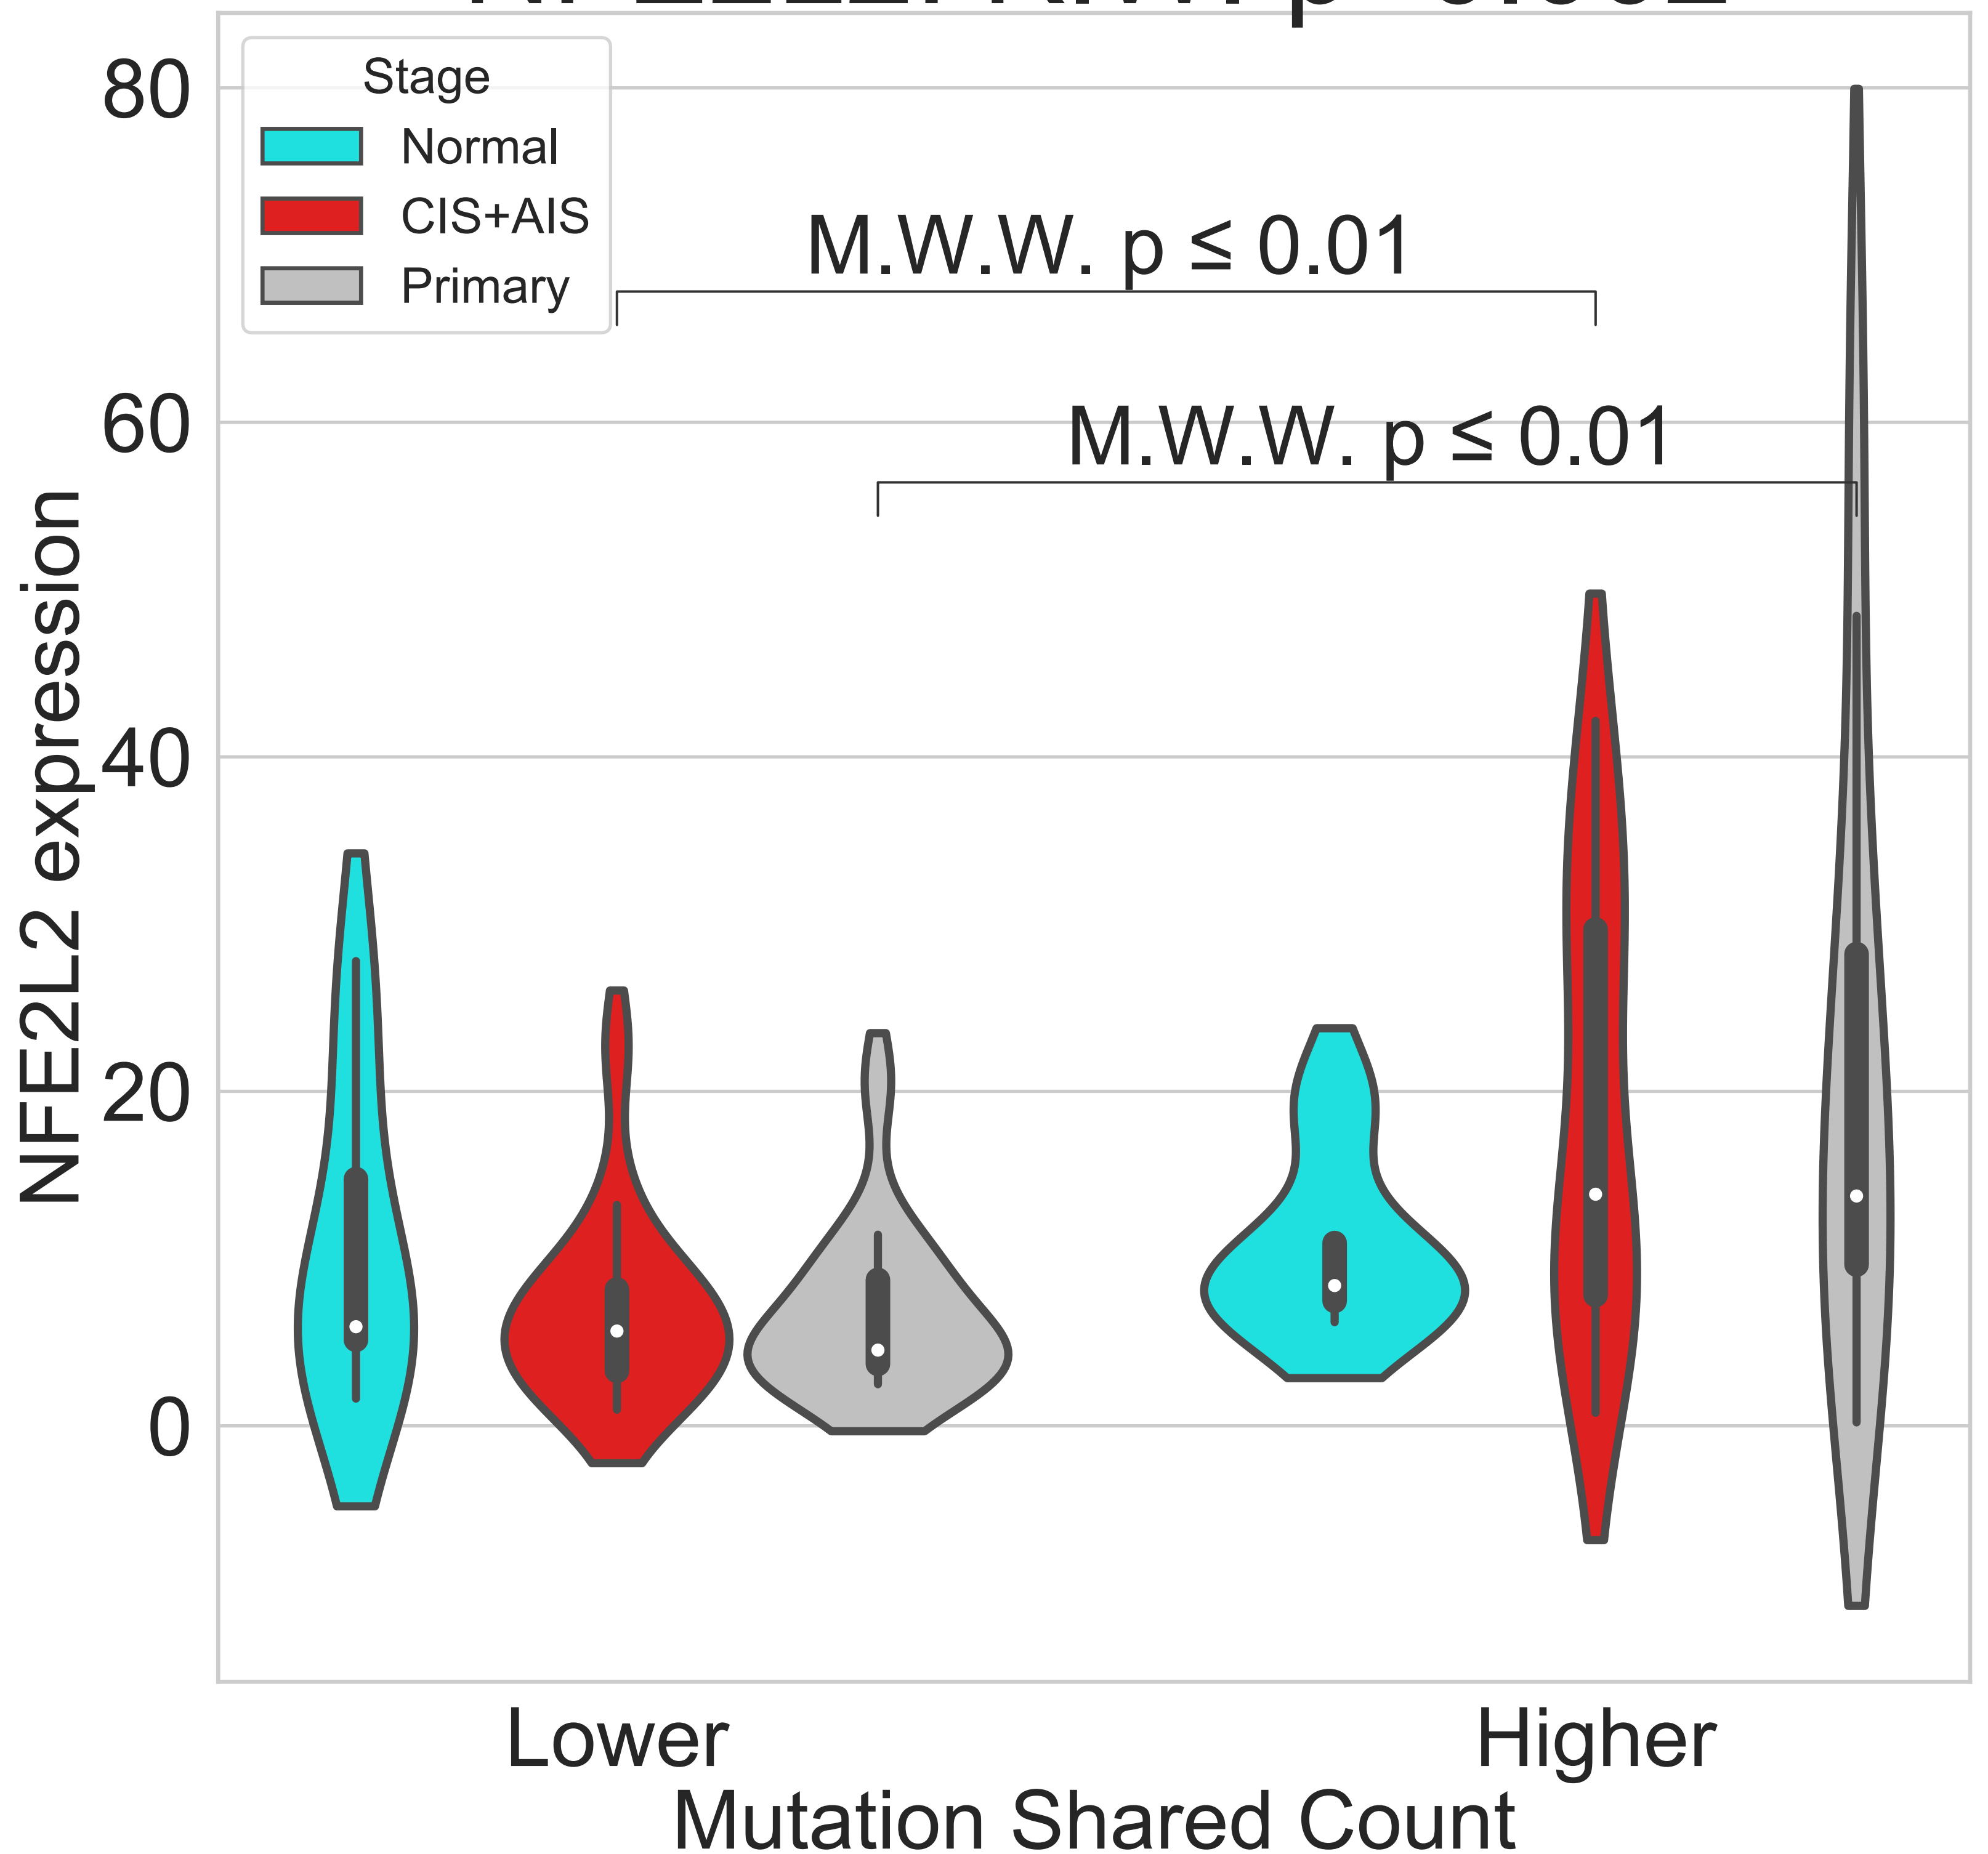 80
60
40
20
0
NFE2L2 expression
Stage
Normal
CIS+AIS
Primary
M.W.W. p ≤ 0.01
M.W.W. p ≤ 0.01
Lower
Higher
Mutation Shared Count